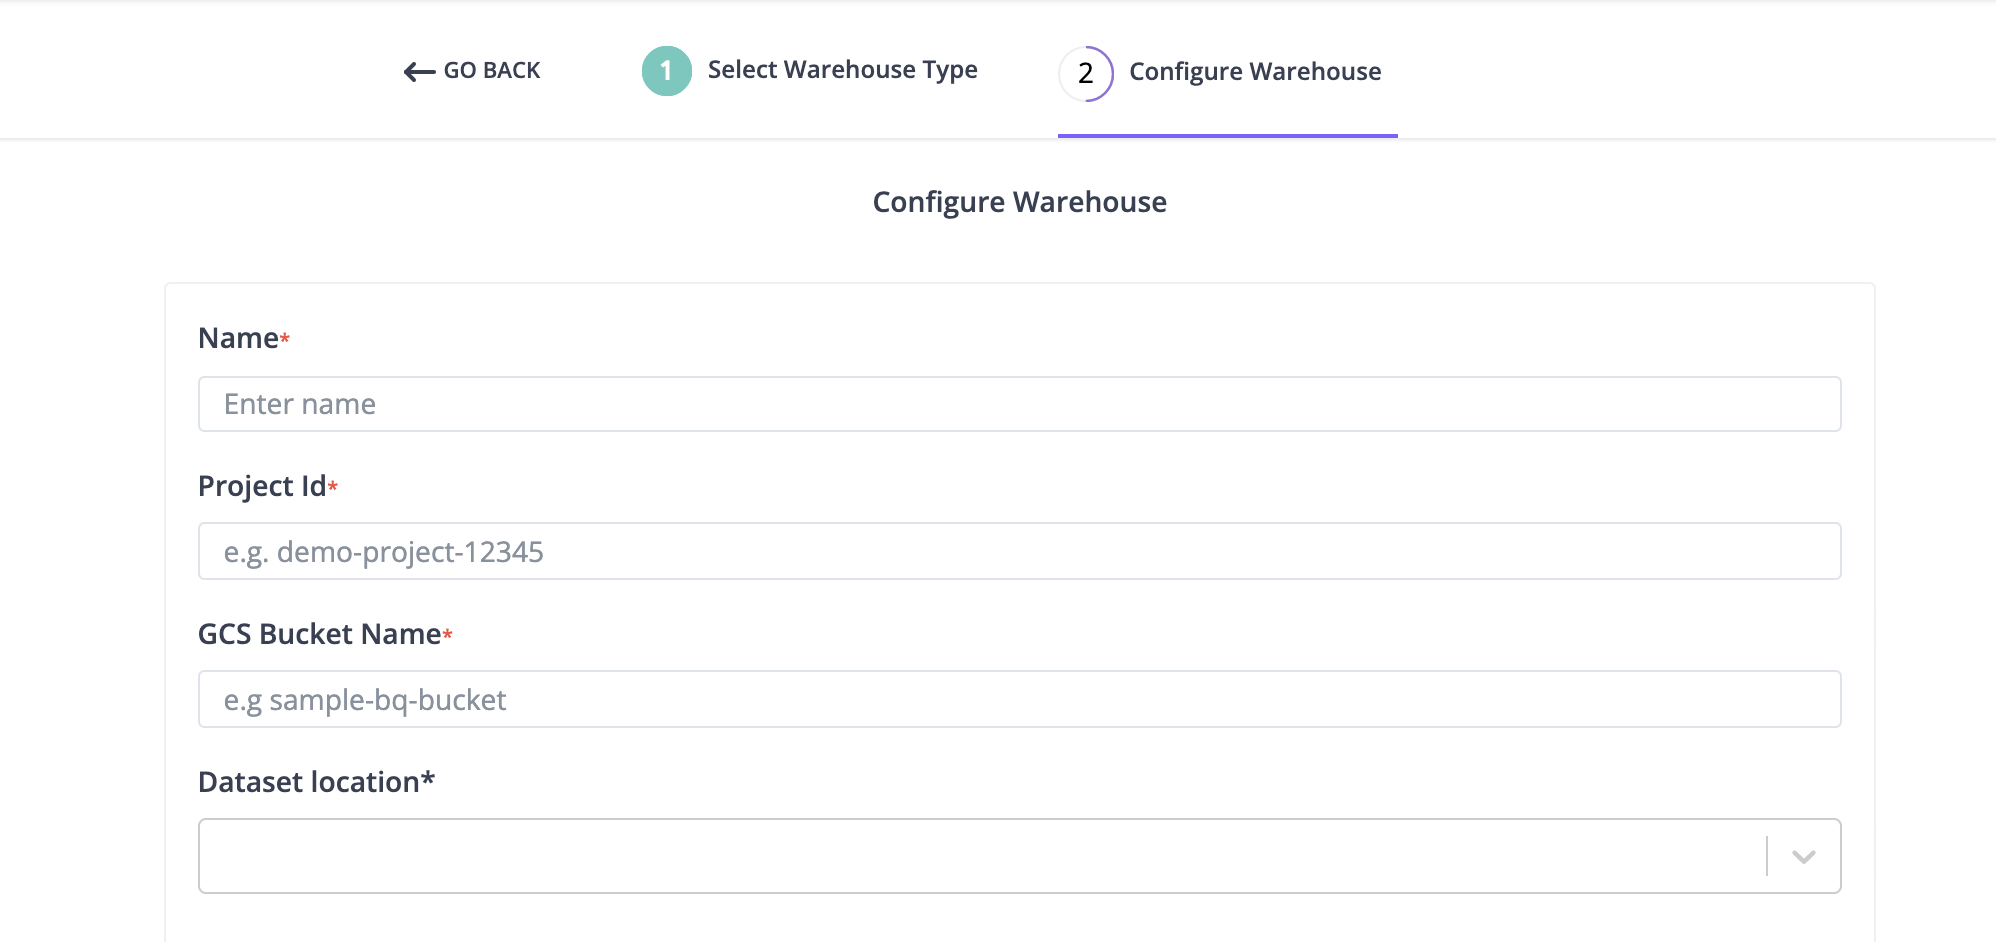 GO BACK
1 Select Warehouse Type
2 Configure Warehouse
Configure Warehouse
Name*
Enter name
Project Id*
e.g. demo-project-12345
GCS Bucket Name*
e.g sample-bq-bucket
Dataset location*